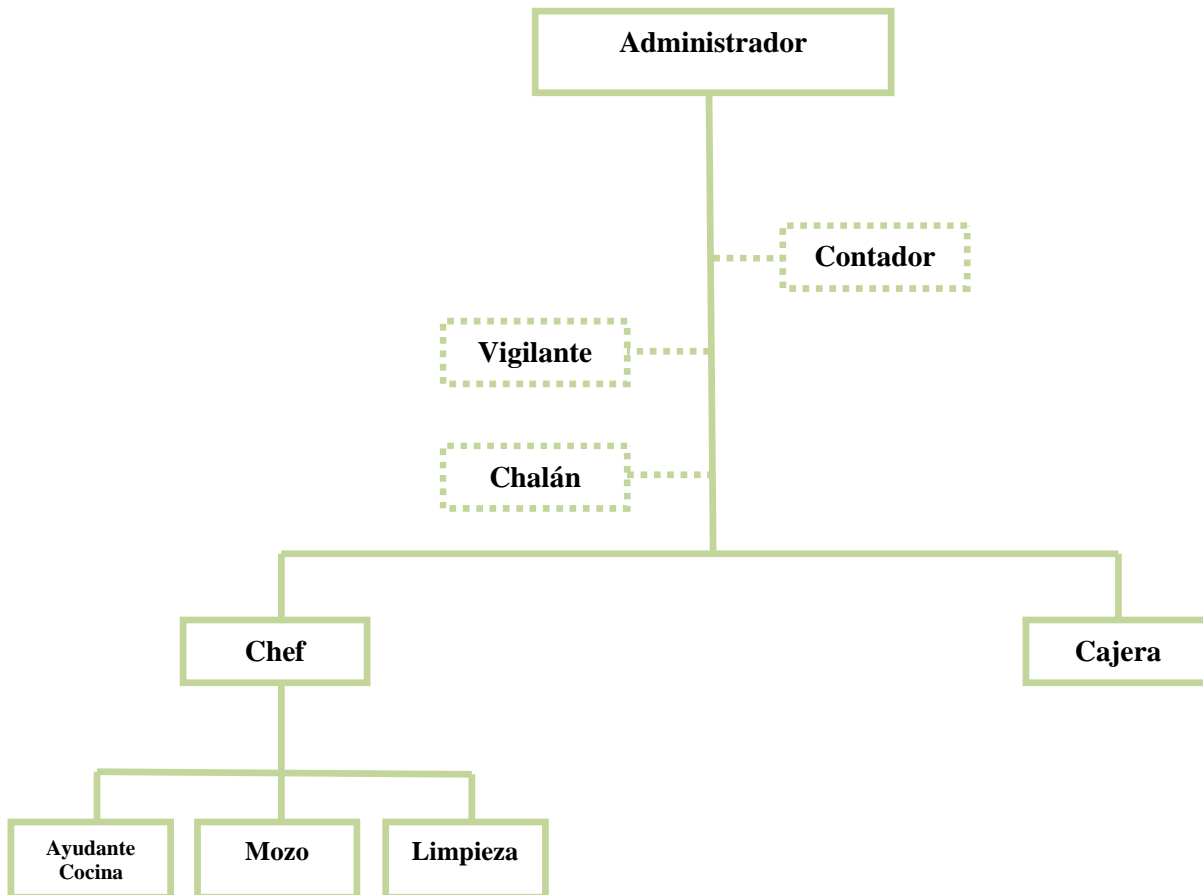 Administrador
Contador
Vigilante
Chalán
Chef
Cajera
Ayudante
Cocina
Mozo
Limpieza